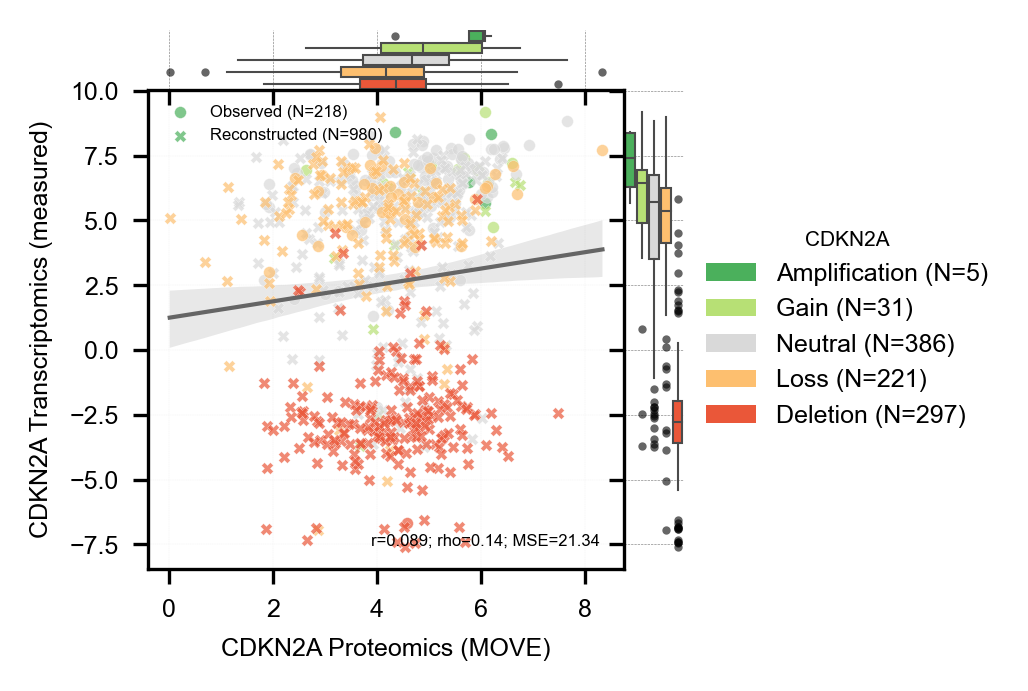 Observed (N=218)
Reconstructed (N=980)
CDKN2A Transcriptomics (measured)
10.0
7.5
5.0
2.5
0.0
−2.5
−5.0
−7.5
r=0.089; rho=0.14; MSE=21.34
0 2 4 6 8
CDKN2A Proteomics (MOVE)
CDKN2A
Amplification (N=5)
Gain (N=31)
Neutral (N=386)
Loss (N=221)
Deletion (N=297)